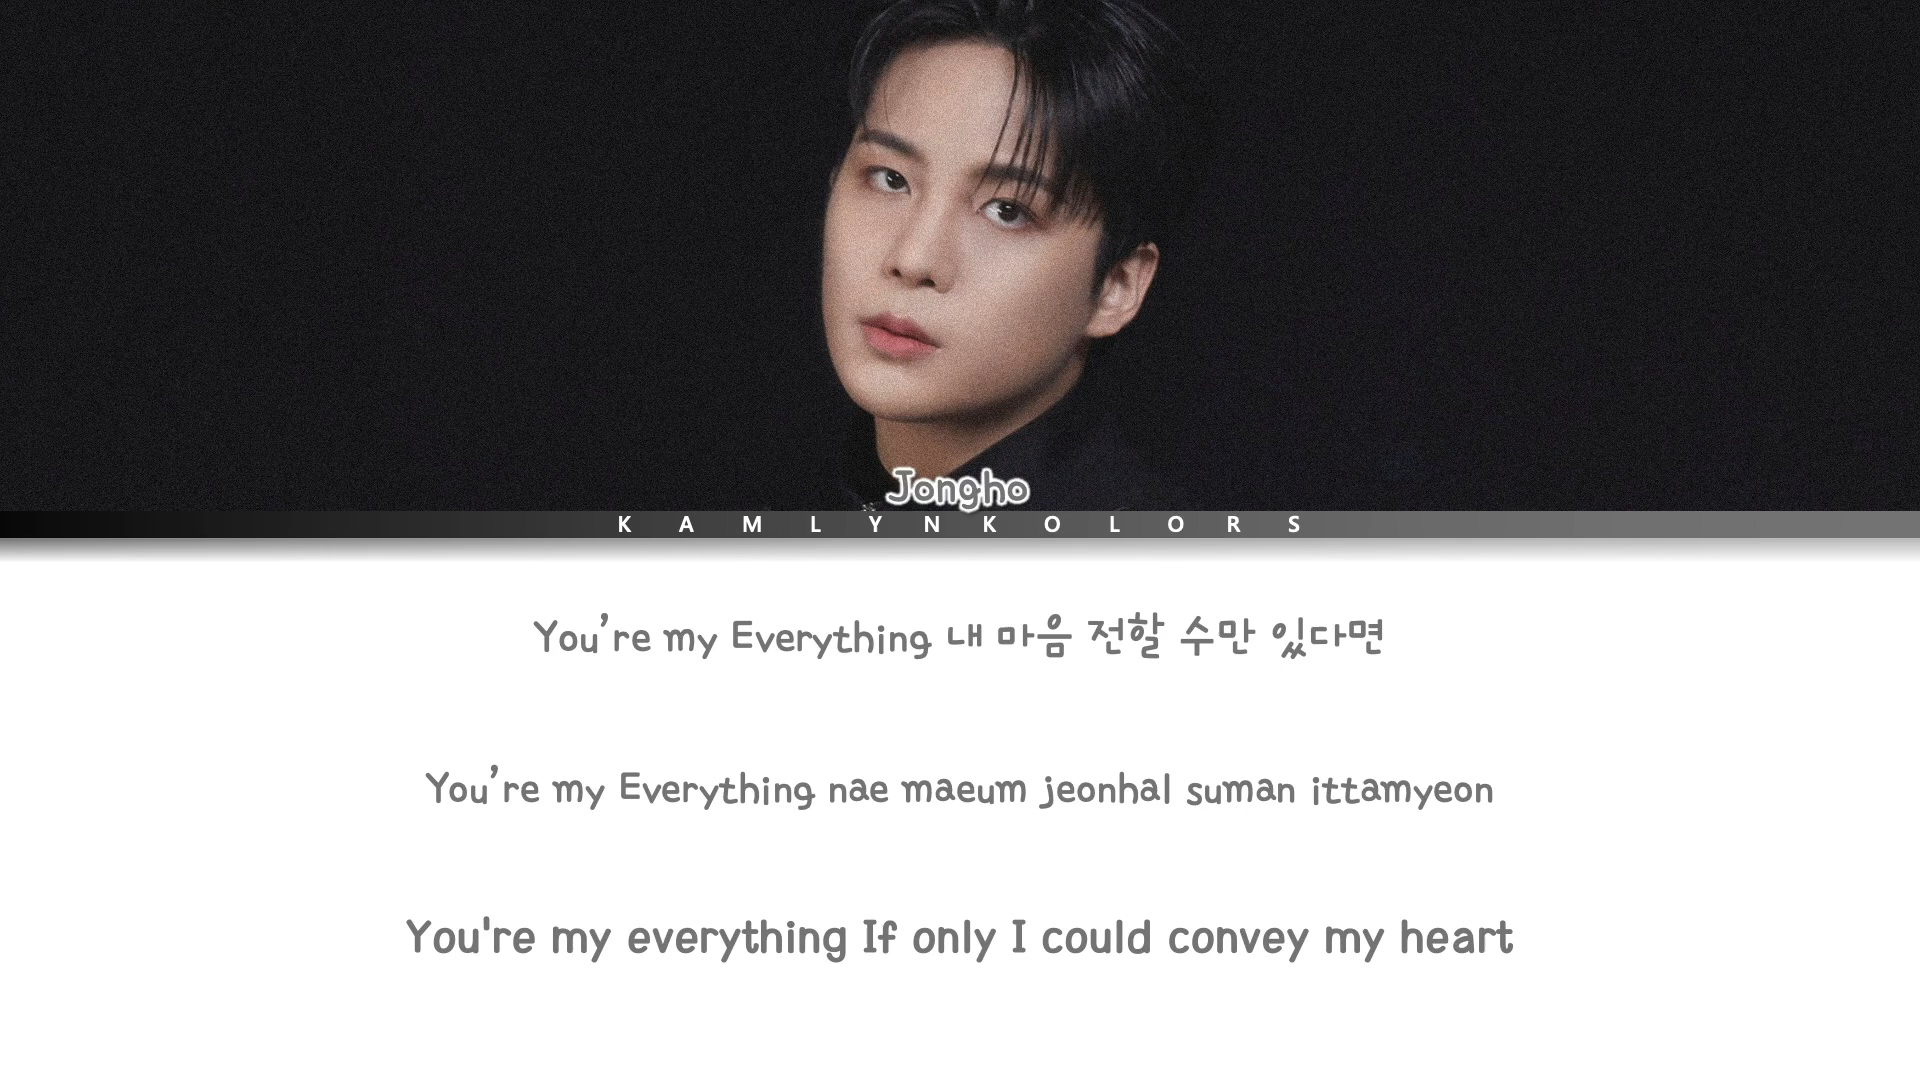 Jongho
KAMLYNKOLORS
You’re my Everything 내 마음 전할 수만 있다면
You’re my Everything nae maeum jeonhal suman ittamyeon
You're my everything If only I could convey my heart